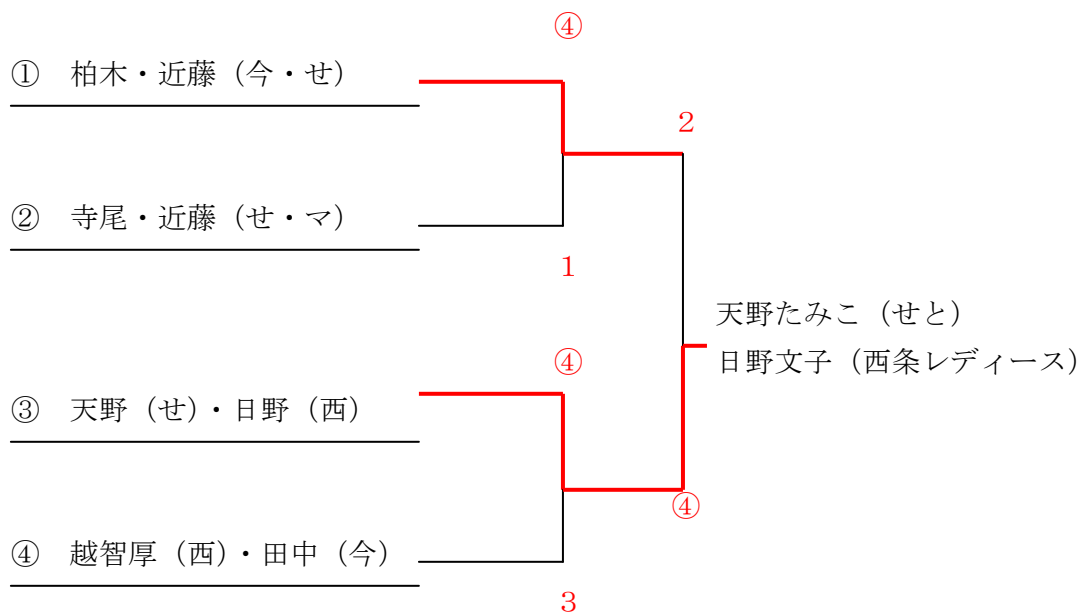 ④
① 柏木・近藤（今・せ）
２
② 寺尾・近藤（せ・マ）
１
天野たみこ（せと）
日野文子（西条レディース）
④
③ 天野（せ）・日野（西）
④
④ 越智厚（西）・田中（今）
３